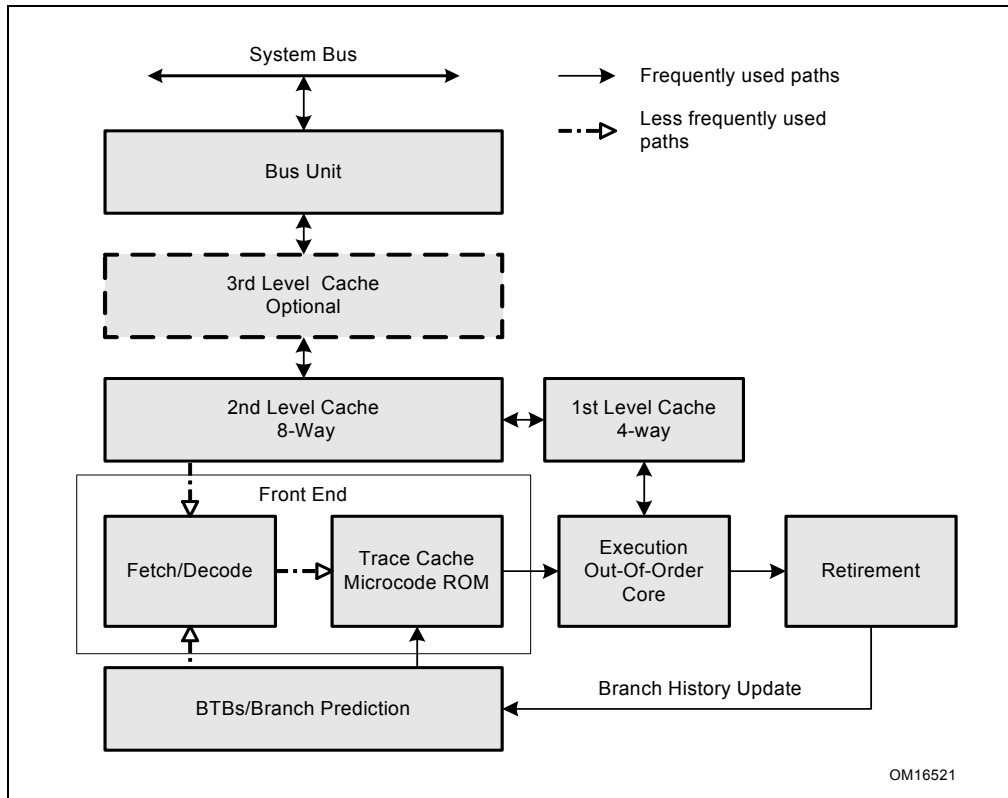 System Bus
Frequently used paths
Less frequently used
paths
Bus Unit
3rd Level Cache
Optional
2nd Level Cache
8-Way
1st Level Cache
4-way
Front End
Fetch/Decode
Trace Cache
Microcode ROM
Execution
Out-Of-Order
Core
Retirement
BTBs/Branch Prediction
Branch History Update
OM16521